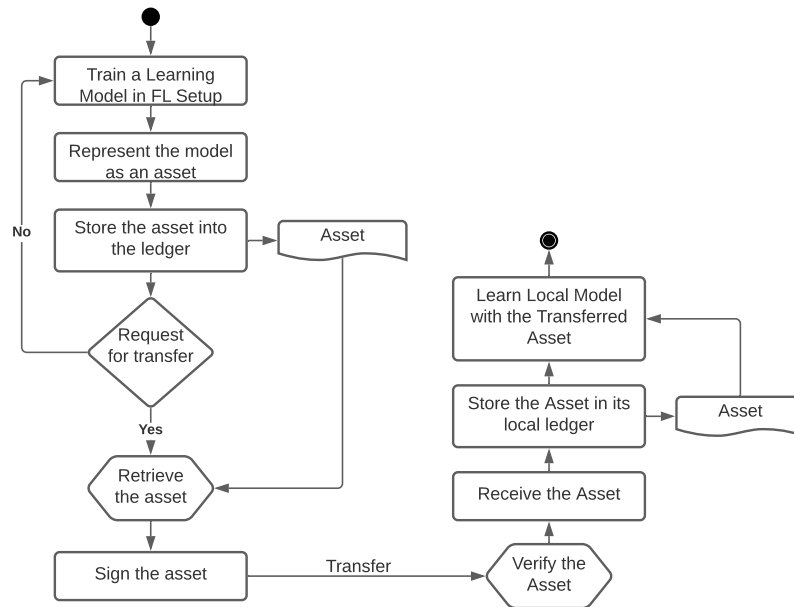 Train a Learning
Model in FL Setup
Represent the model
as an asset
Store the asset into
the ledger
Asset
No
Request
for transfer
Yes
Retrieve
the asset
Sign the asset
Transfer
Verify the
Asset
Receive the Asset
Store the Asset in its
local ledger
Asset
Learn Local Model
with the Transferred
Asset